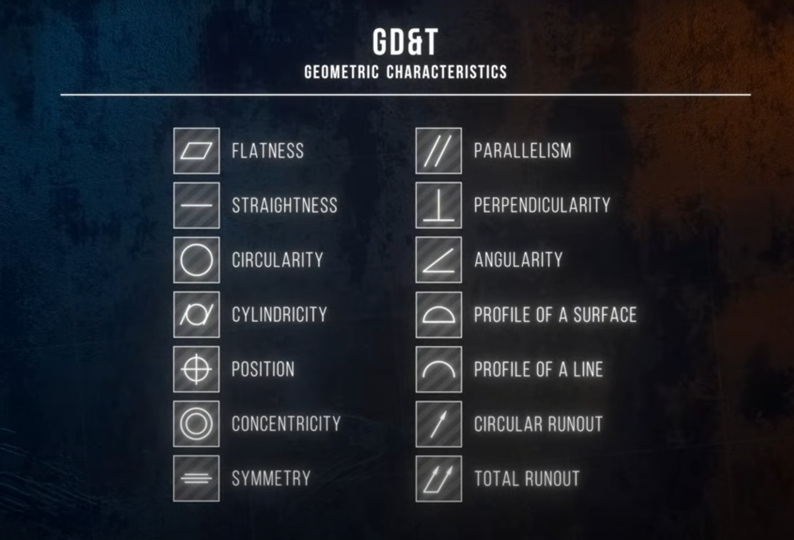 GD&T
GEOMETRIC CHARACTERISTICS
FLATNESS
STRAIGHTNESS
CIRCULARITY
CYLINDRICITY
POSITION
CONCENTRICITY
SYMMETRY
PARALLELISM
PERPENDICULARITY
ANGULARITY
PROFILE OF A SURFACE
PROFILE OF A LINE
CIRCULAR RUNOUT
TOTAL RUNOUT